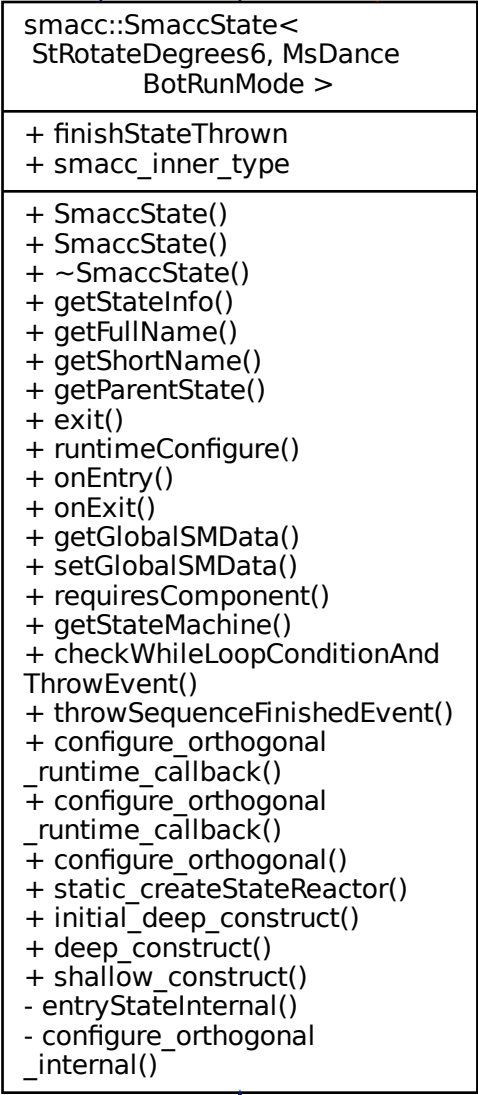 smacc::SmaccState<
StRotateDegrees6, MsDance
BotRunMode >
+ finishStateThrown
+ smacc_inner_type
+ SmaccState()
+ SmaccState()
+ ~SmaccState()
+ getStateInfo()
+ getFullName()
+ getShortName()
+ getParentState()
+ exit()
+ runtimeConfigure()
+ onEntry()
+ onExit()
+ getGlobalSMData()
+ setGlobalSMData()
+ requiresComponent()
+ getStateMachine()
+ checkWhileLoopConditionAnd
ThrowEvent()
+ throwSequenceFinishedEvent()
+ configure_orthogonal
_runtime_callback()
+ configure_orthogonal
_runtime_callback()
+ configure_orthogonal()
+ static_createStateReactor()
+ initial_deep_construct()
+ deep_construct()
+ shallow_construct()
- entryStateInternal()
- configure_orthogonal
_internal()